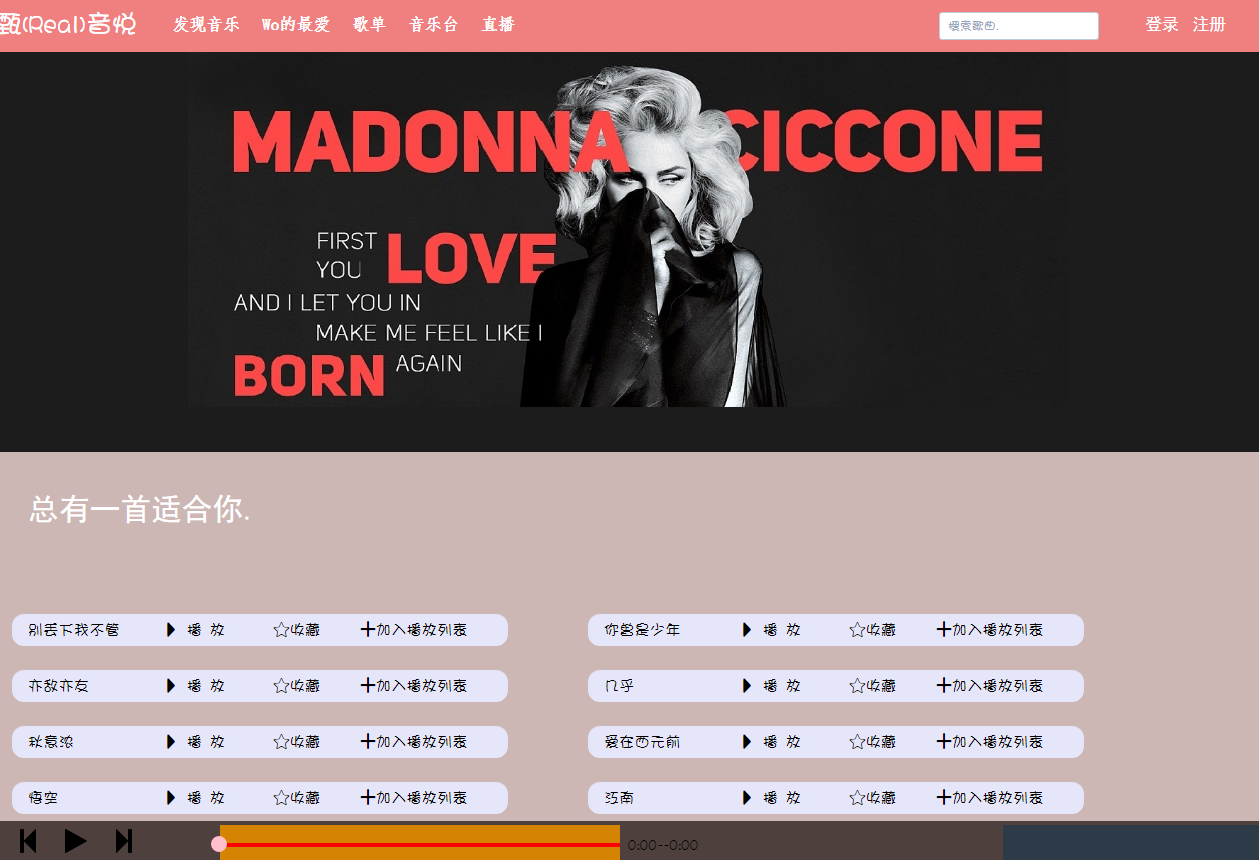 甄(Real)音悦 发现音乐 Wo的最爱 歌单 音乐台 直播 搜索歌曲. 登录 注册
MADONNA CICCONE
FIRST
YOU LOVE
AND I LET YOU IN
MAKE ME FEEL LIKE I
BORN AGAIN
总有一首适合你.
别丢下我不管 播 放 ☆收藏 +加入播放列表 你曾是少年 播 放 ☆收藏 +加入播放列表
亦敌亦友 播 放 ☆收藏 +加入播放列表 几乎 播 放 ☆收藏 +加入播放列表
秋意浓 播 放 ☆收藏 +加入播放列表 爱在西元前 播 放 ☆收藏 +加入播放列表
悟空 播 放 ☆收藏 +加入播放列表 江南 播 放 ☆收藏 +加入播放列表
0:00--0:00